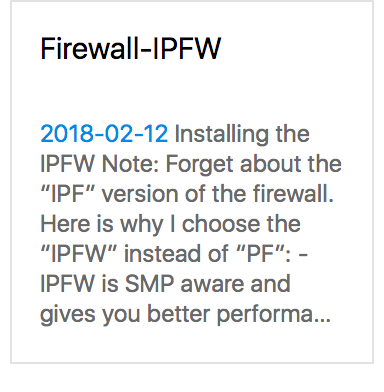 Firewall-IPFW
2018-02-12 Installing the
IPFW Note: Forget about the
“IPF” version of the firewall.
Here is why I choose the
“IPFW” instead of “PF”: -
IPFW is SMP aware and
gives you better performa...